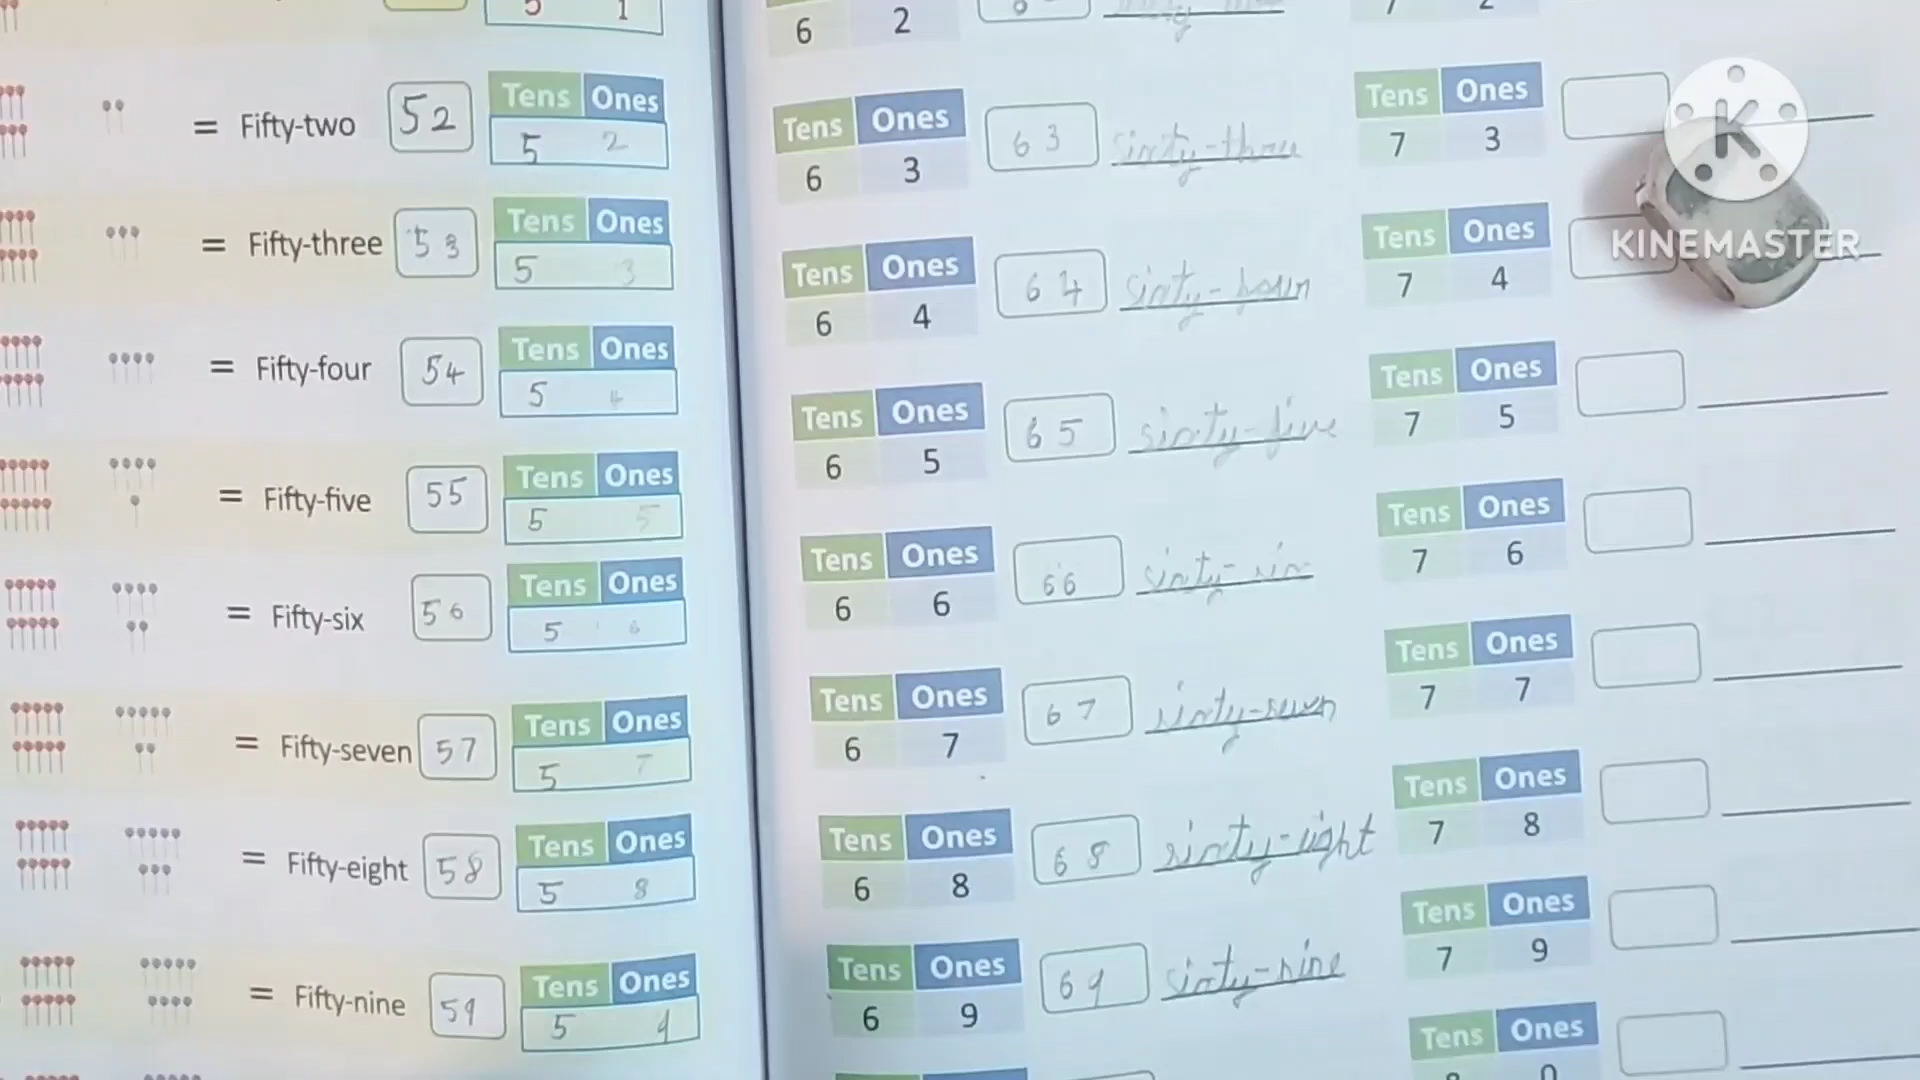 5 1
= Fifty-two 52 Tens Ones
5 2
= Fifty-three 53 Tens Ones
5 3
= Fifty-four 54 Tens Ones
5 4
= Fifty-five 55 Tens Ones
5 5
= Fifty-six 56 Tens Ones
5 6
= Fifty-seven 57 Tens Ones
5 7
= Fifty-eight 58 Tens Ones
5 8
= Fifty-nine 59 Tens Ones
5 9
6 2
Tens Ones 63 sixty-three
6 3
Tens Ones 64 sixty-four
6 4
Tens Ones 65 sixty-five
6 5
Tens Ones 66 sixty-six
6 6
Tens Ones 67 sixty-seven
6 7
Tens Ones 68 sixty-eight
6 8
Tens Ones 69 sixty-nine
6 9
7 2
Tens Ones
7 3
Tens Ones
7 4
Tens Ones
7 5
Tens Ones
7 6
Tens Ones
7 7
Tens Ones
7 8
Tens Ones
7 9
Tens Ones
8 0
K
KINEMASTER